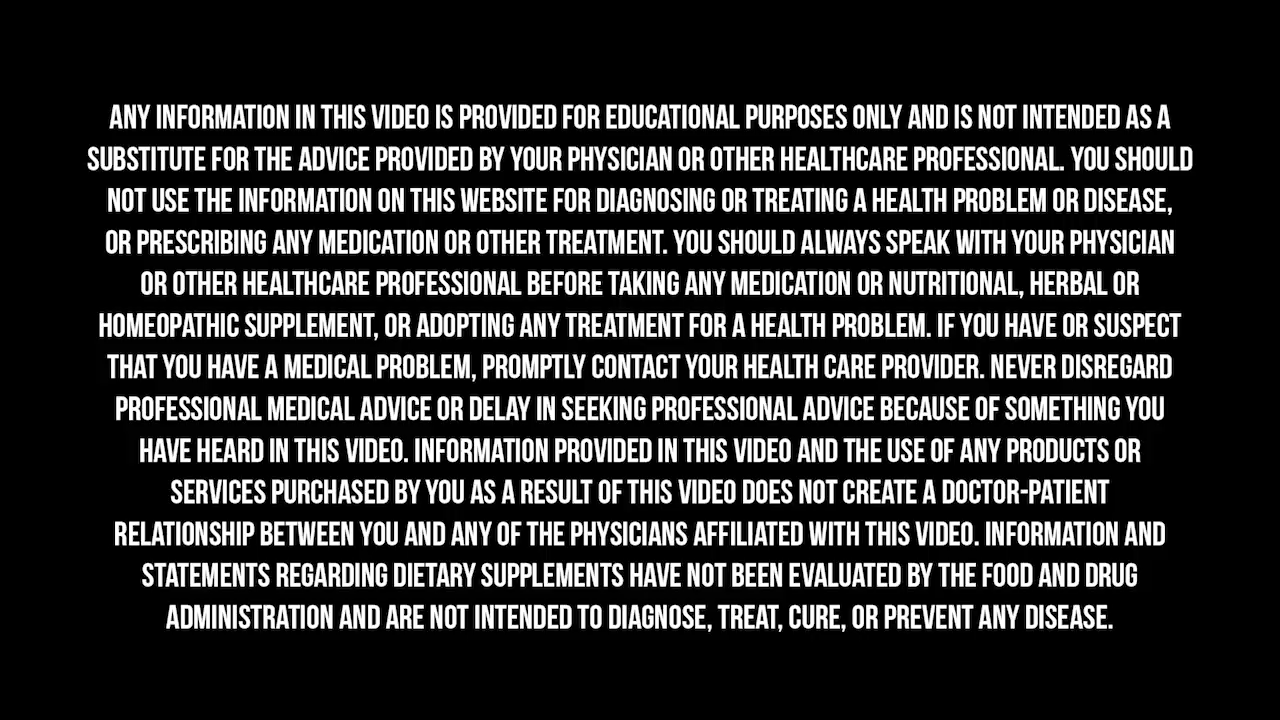 ANY INFORMATION IN THIS VIDEO IS PROVIDED FOR EDUCATIONAL PURPOSES ONLY AND IS NOT INTENDED AS A
SUBSTITUTE FOR THE ADVICE PROVIDED BY YOUR PHYSICIAN OR OTHER HEALTHCARE PROFESSIONAL. YOU SHOULD
NOT USE THE INFORMATION ON THIS WEBSITE FOR DIAGNOSING OR TREATING A HEALTH PROBLEM OR DISEASE,
OR PRESCRIBING ANY MEDICATION OR OTHER TREATMENT. YOU SHOULD ALWAYS SPEAK WITH YOUR PHYSICIAN
OR OTHER HEALTHCARE PROFESSIONAL BEFORE TAKING ANY MEDICATION OR NUTRITIONAL, HERBAL OR
HOMEOPATHIC SUPPLEMENT, OR ADOPTING ANY TREATMENT FOR A HEALTH PROBLEM. IF YOU HAVE OR SUSPECT
THAT YOU HAVE A MEDICAL PROBLEM, PROMPTLY CONTACT YOUR HEALTH CARE PROVIDER. NEVER DISREGARD
PROFESSIONAL MEDICAL ADVICE OR DELAY IN SEEKING PROFESSIONAL ADVICE BECAUSE OF SOMETHING YOU
HAVE HEARD IN THIS VIDEO. INFORMATION PROVIDED IN THIS VIDEO AND THE USE OF ANY PRODUCTS OR
SERVICES PURCHASED BY YOU AS A RESULT OF THIS VIDEO DOES NOT CREATE A DOCTOR-PATIENT
RELATIONSHIP BETWEEN YOU AND ANY OF THE PHYSICIANS AFFILIATED WITH THIS VIDEO. INFORMATION AND
STATEMENTS REGARDING DIETARY SUPPLEMENTS HAVE NOT BEEN EVALUATED BY THE FOOD AND DRUG
ADMINISTRATION AND ARE NOT INTENDED TO DIAGNOSE, TREAT, CURE, OR PREVENT ANY DISEASE.